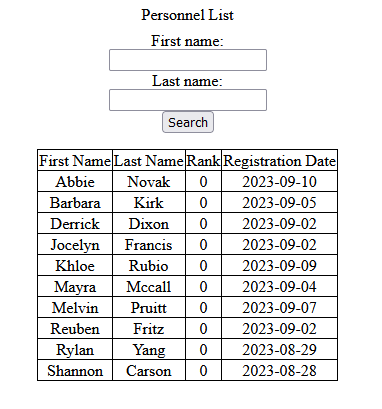 Personnel List
First name:
Last name:
Search
First Name Last Name Rank Registration Date
Abbie Novak 0 2023-09-10
Barbara Kirk 0 2023-09-05
Derrick Dixon 0 2023-09-02
Jocelyn Francis 0 2023-09-02
Khloe Rubio 0 2023-09-09
Mayra Mccall 0 2023-09-04
Melvin Pruitt 0 2023-09-07
Reuben Fritz 0 2023-09-02
Rylan Yang 0 2023-08-29
Shannon Carson 0 2023-08-28